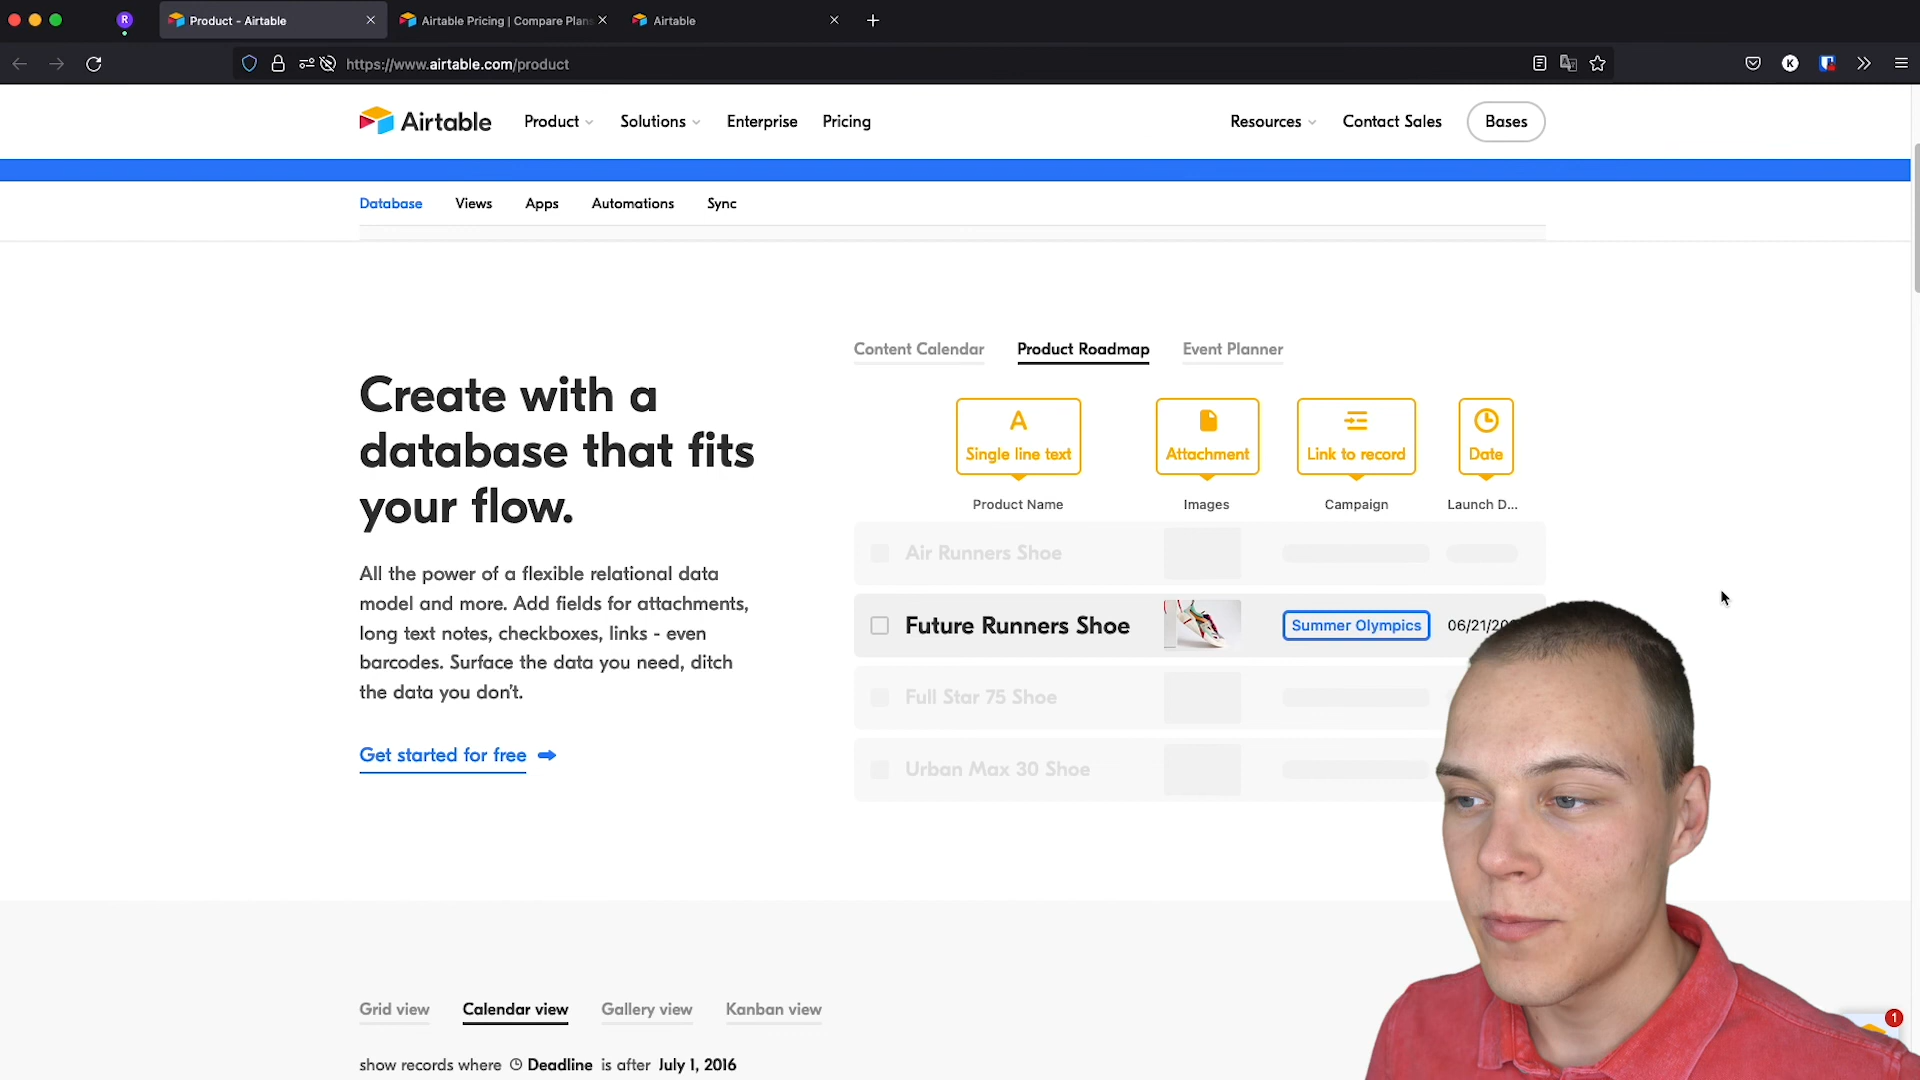 R
Product - Airtable
Airtable Pricing | Compare Plans
Airtable
https://www.airtable.com/product
K
Airtable
Product
Solutions
Enterprise
Pricing
Resources
Contact Sales
Bases
Database
Views
Apps
Automations
Sync
Content Calendar
Product Roadmap
Event Planner
Create with a
database that fits
your flow.
All the power of a flexible relational data
model and more. Add fields for attachments,
long text notes, checkboxes, links - even
barcodes. Surface the data you need, ditch
the data you don't.
Get started for free
A
Single line text
Attachment
Link to record
Date
Product Name
Images
Campaign
Launch D...
Air Runners Shoe
Future Runners Shoe
Summer Olympics
06/21/20
Full Star 75 Shoe
Urban Max 30 Shoe
Grid view
Calendar view
Gallery view
Kanban view
show records where Deadline is after July 1, 2016
1